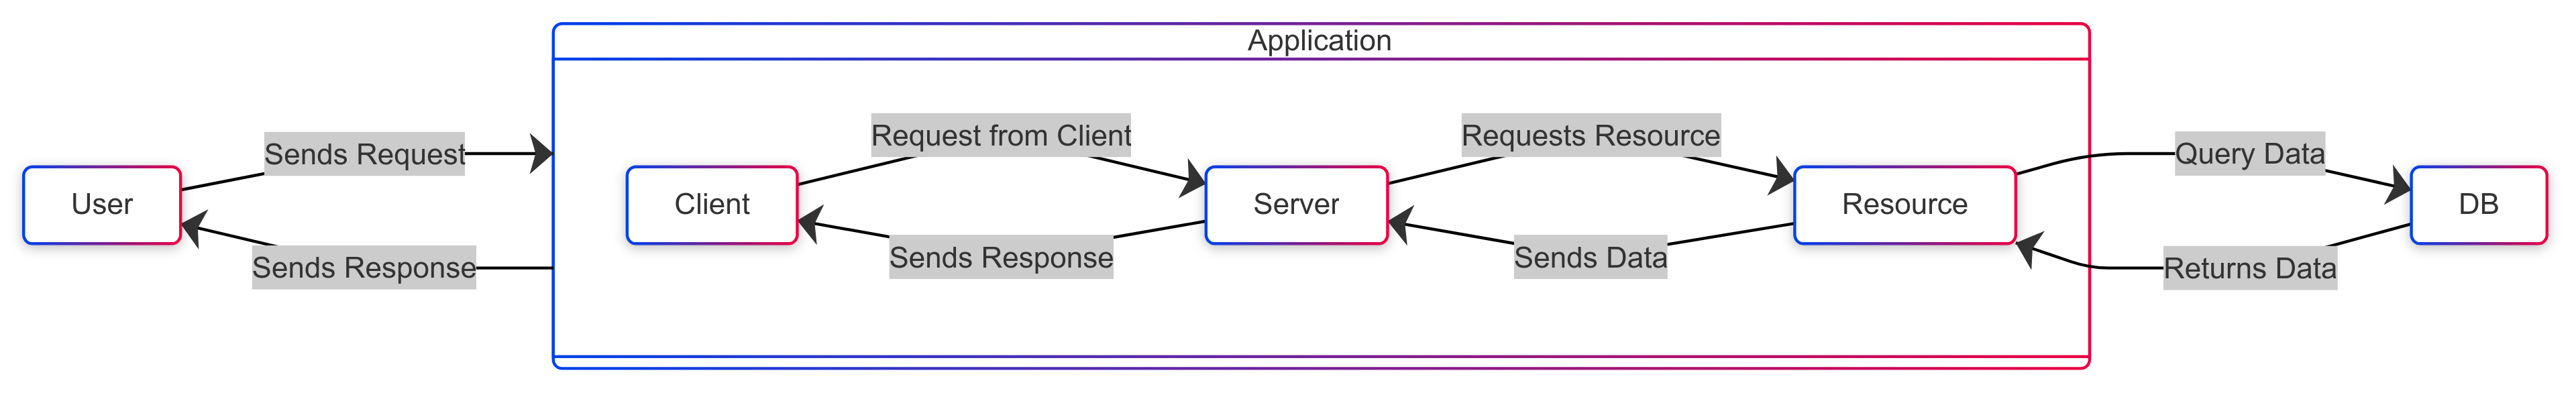 Application
Sends Request
Request from Client
Requests Resource
Query Data
User
Client
Server
Resource
DB
Sends Response
Sends Response
Sends Data
Returns Data